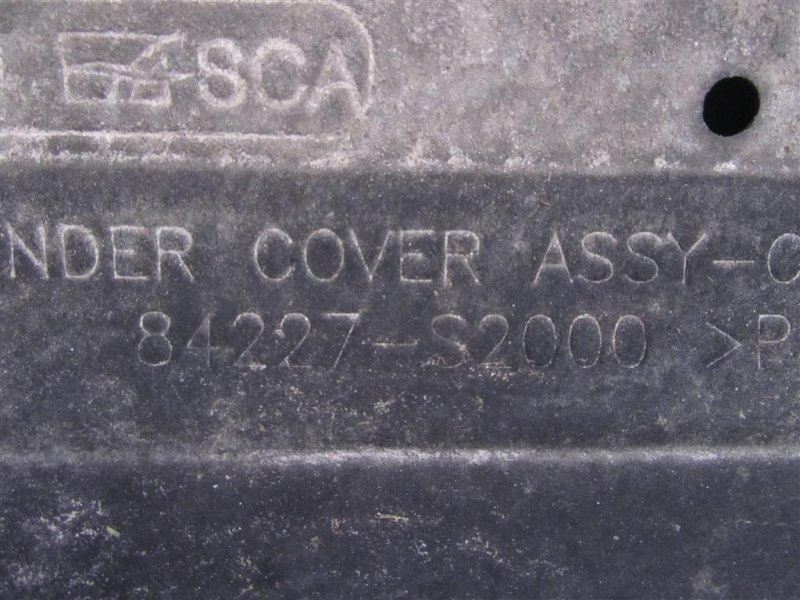 SCA
NDER COVER ASSY-C
84227-S2000 >P